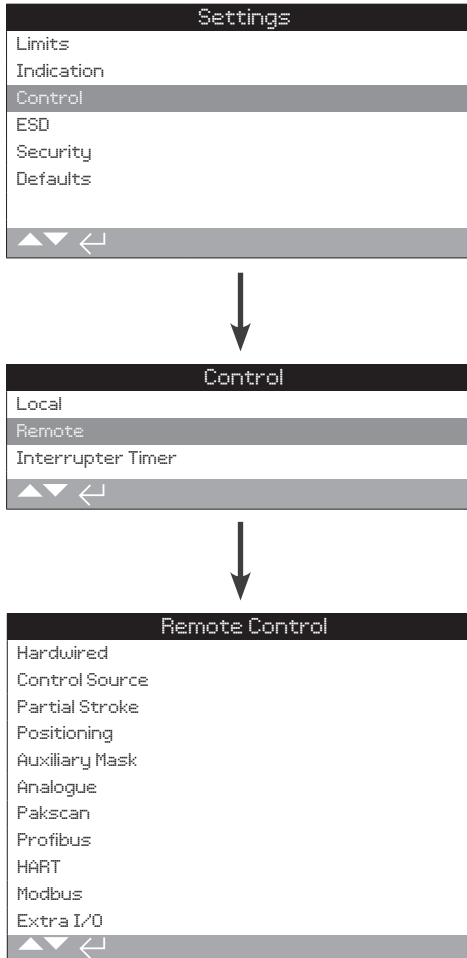 Settings
Limits
Indication
Control
ESD
Security
Defaults
Control
Local
Remote
Interrupter Timer
Remote Control
Hardwired
Control Source
Partial Stroke
Positioning
Auxiliary Mask
Analogue
Pakscan
Profibus
HART
Modbus
Extra I/O